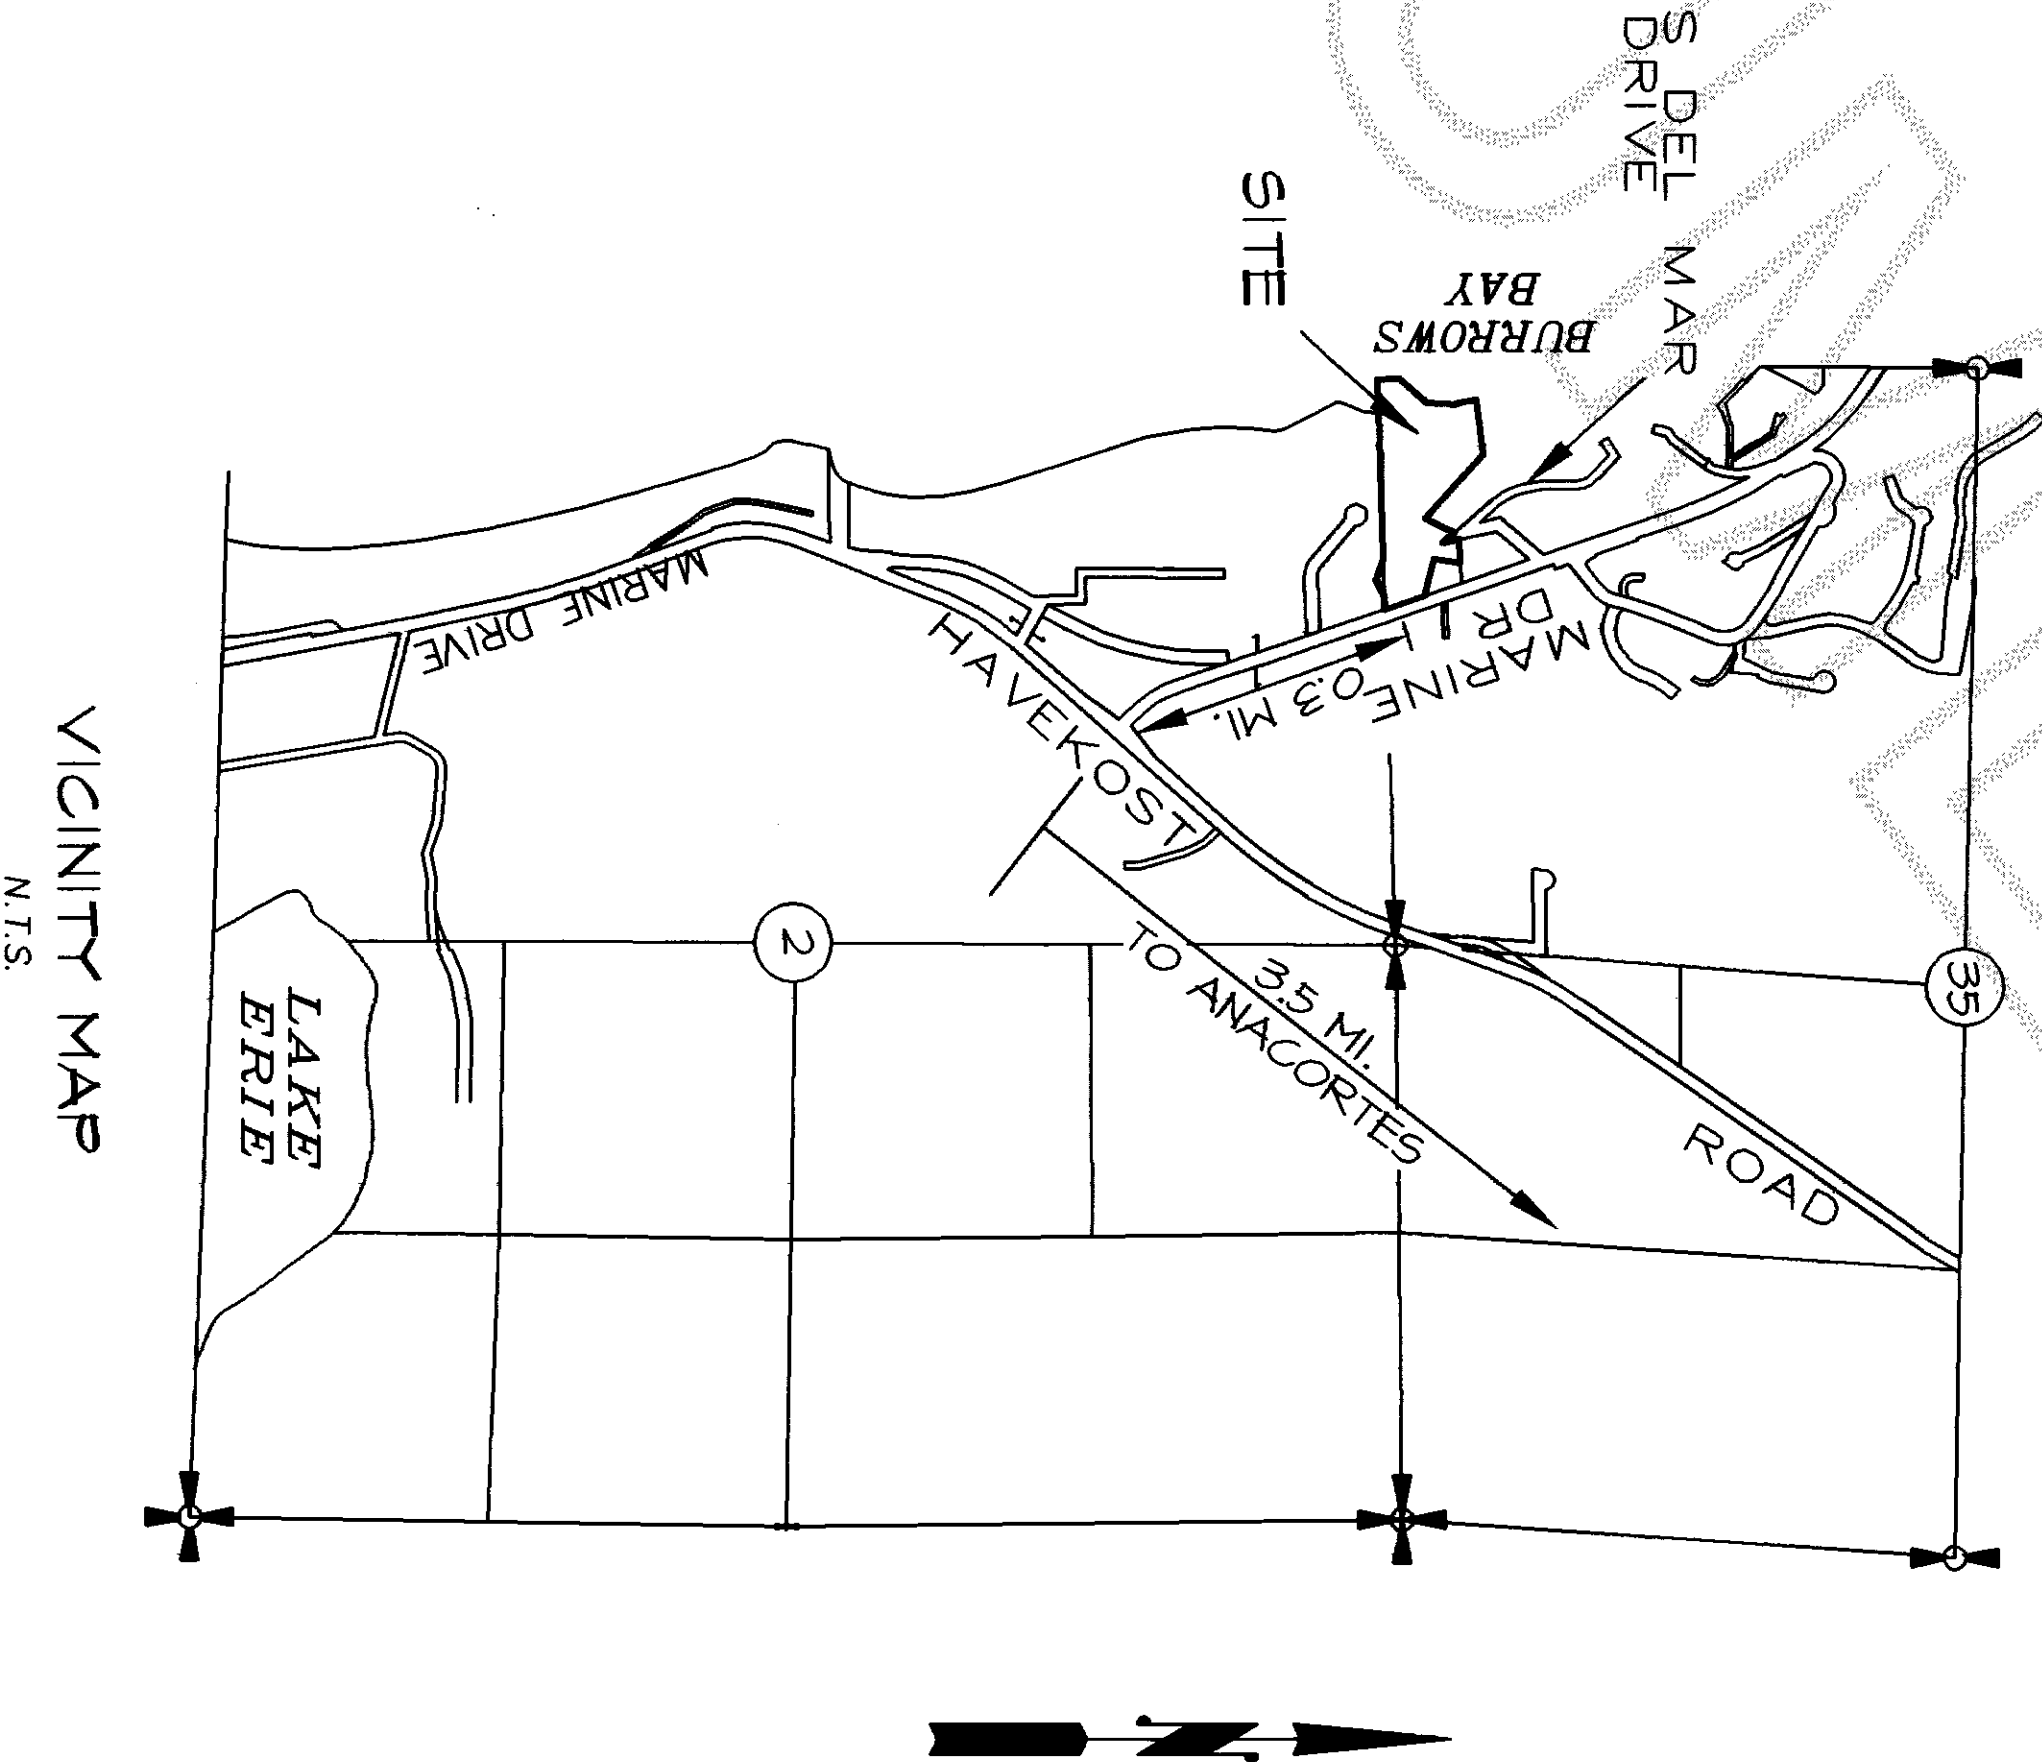 S DEL MAR
DRIVE
BURROWS
BAY
SITE
MARINE
DR
0.3 MI.
MARINE DRIVE
HAVEKOST
ROAD
3.5 MI.
TO ANACORTES
35
2
LAKE
ERIE
N
VICINITY MAP
N.T.S.